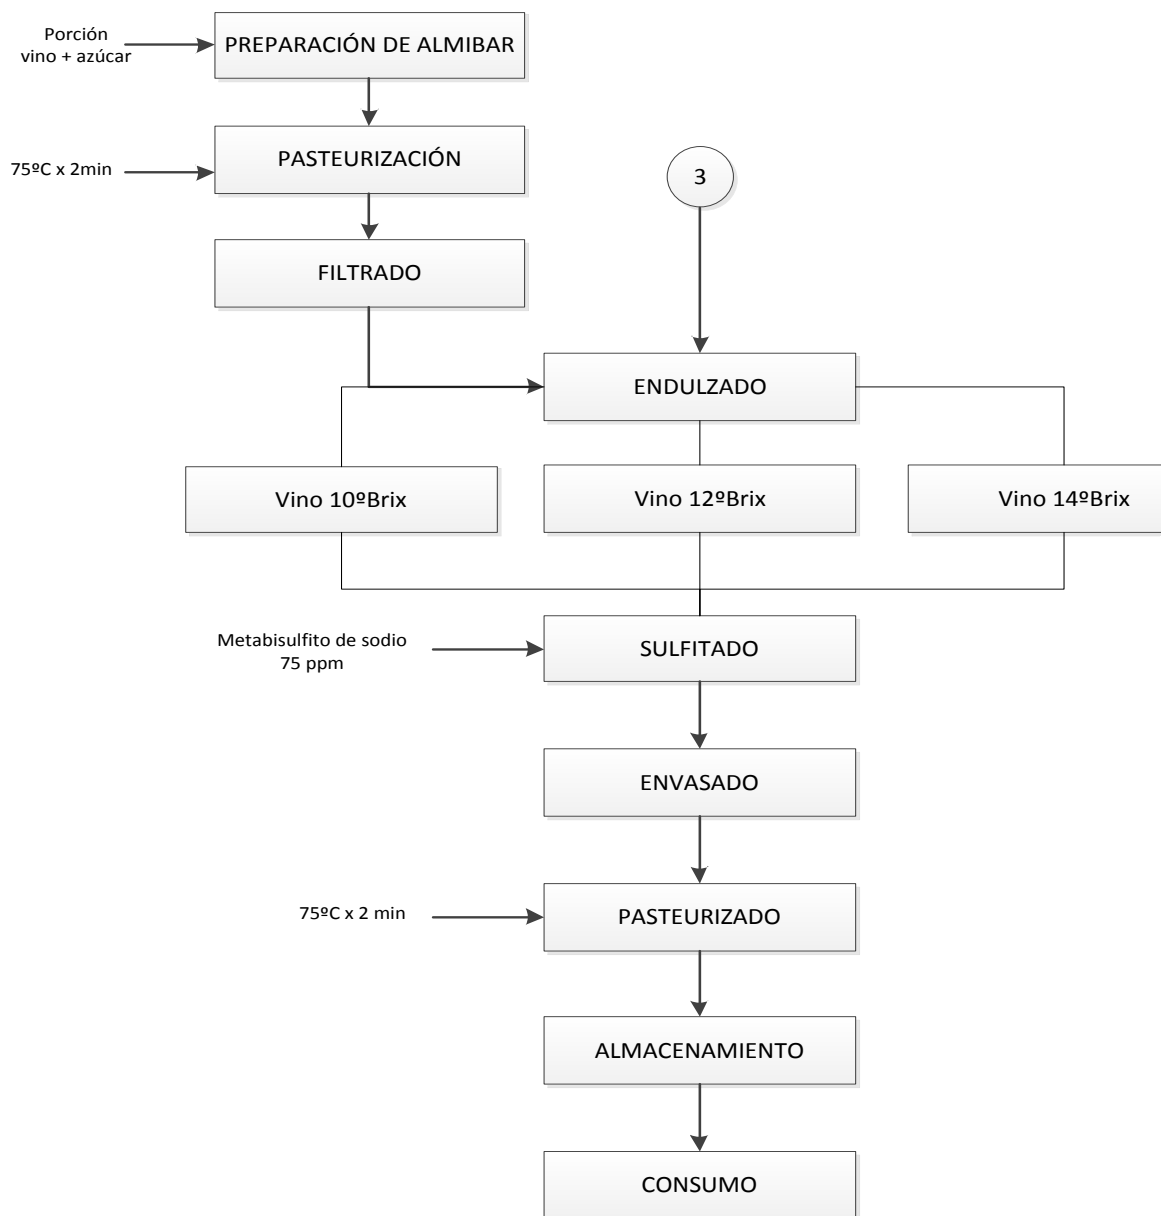 Porción
vino + azúcar
PREPARACIÓN DE ALMIBAR
75ºC x 2min
PASTEURIZACIÓN
3
FILTRADO
ENDULZADO
Vino 10ºBrix
Vino 12ºBrix
Vino 14ºBrix
Metabisulfito de sodio
75 ppm
SULFITADO
ENVASADO
75ºC x 2 min
PASTEURIZADO
ALMACENAMIENTO
CONSUMO